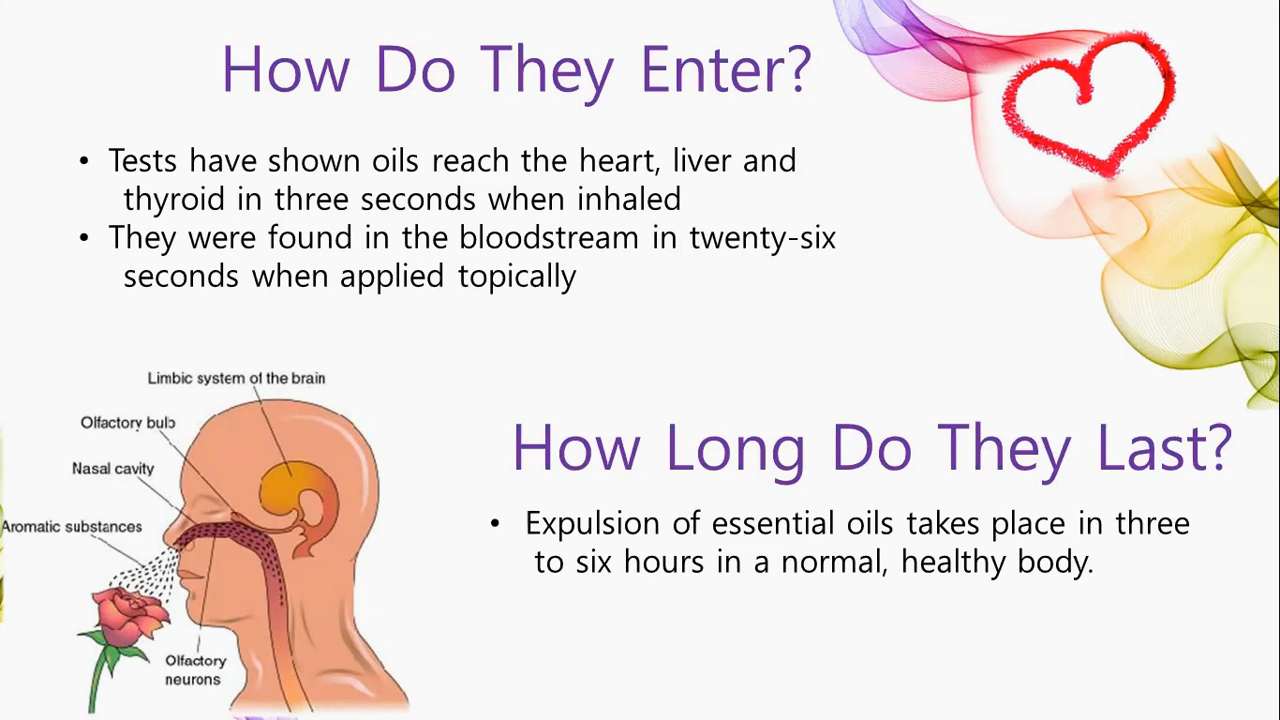 How Do They Enter?
• Tests have shown oils reach the heart, liver and
thyroid in three seconds when inhaled
• They were found in the bloodstream in twenty-six
seconds when applied topically
Limbic system of the brain
Olfactory bulb
Nasal cavity
Aromatic substances
Olfactory
neurons
How Long Do They Last?
• Expulsion of essential oils takes place in three
to six hours in a normal, healthy body.